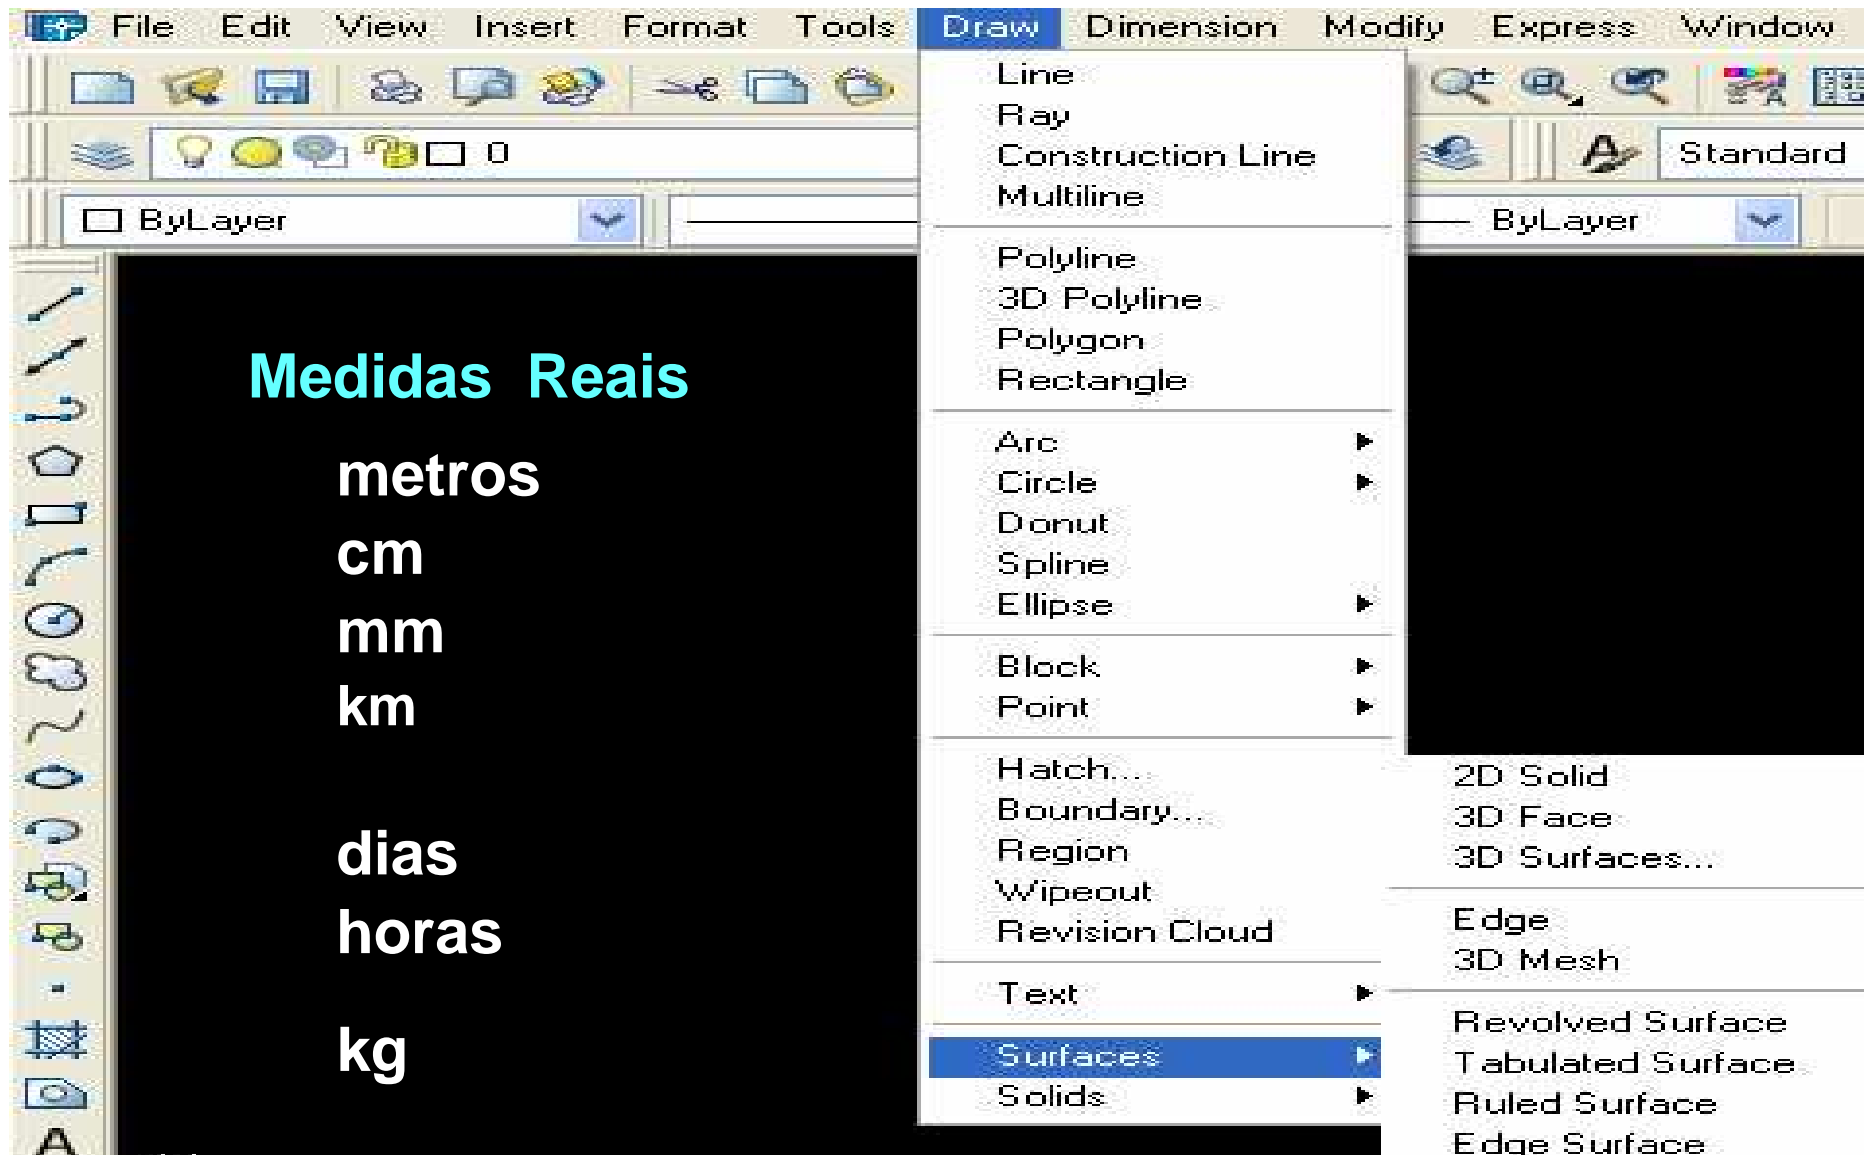 File Edit View Insert Format Tools Draw Dimension Modify Express Window
0
Standard
ByLayer
ByLayer
Medidas Reais
metros
cm
mm
km
dias
horas
kg
Line
Ray
Construction Line
Multiline
Polyline
3D Polyline
Polygon
Rectangle
Arc
Circle
Donut
Spline
Ellipse
Block
Point
Hatch...
Boundary...
Region
Wipeout
Revision Cloud
Text
Surfaces
Solids
2D Solid
3D Face
3D Surfaces...
Edge
3D Mesh
Revolved Surface
Tabulated Surface
Ruled Surface
Edge Surface
A